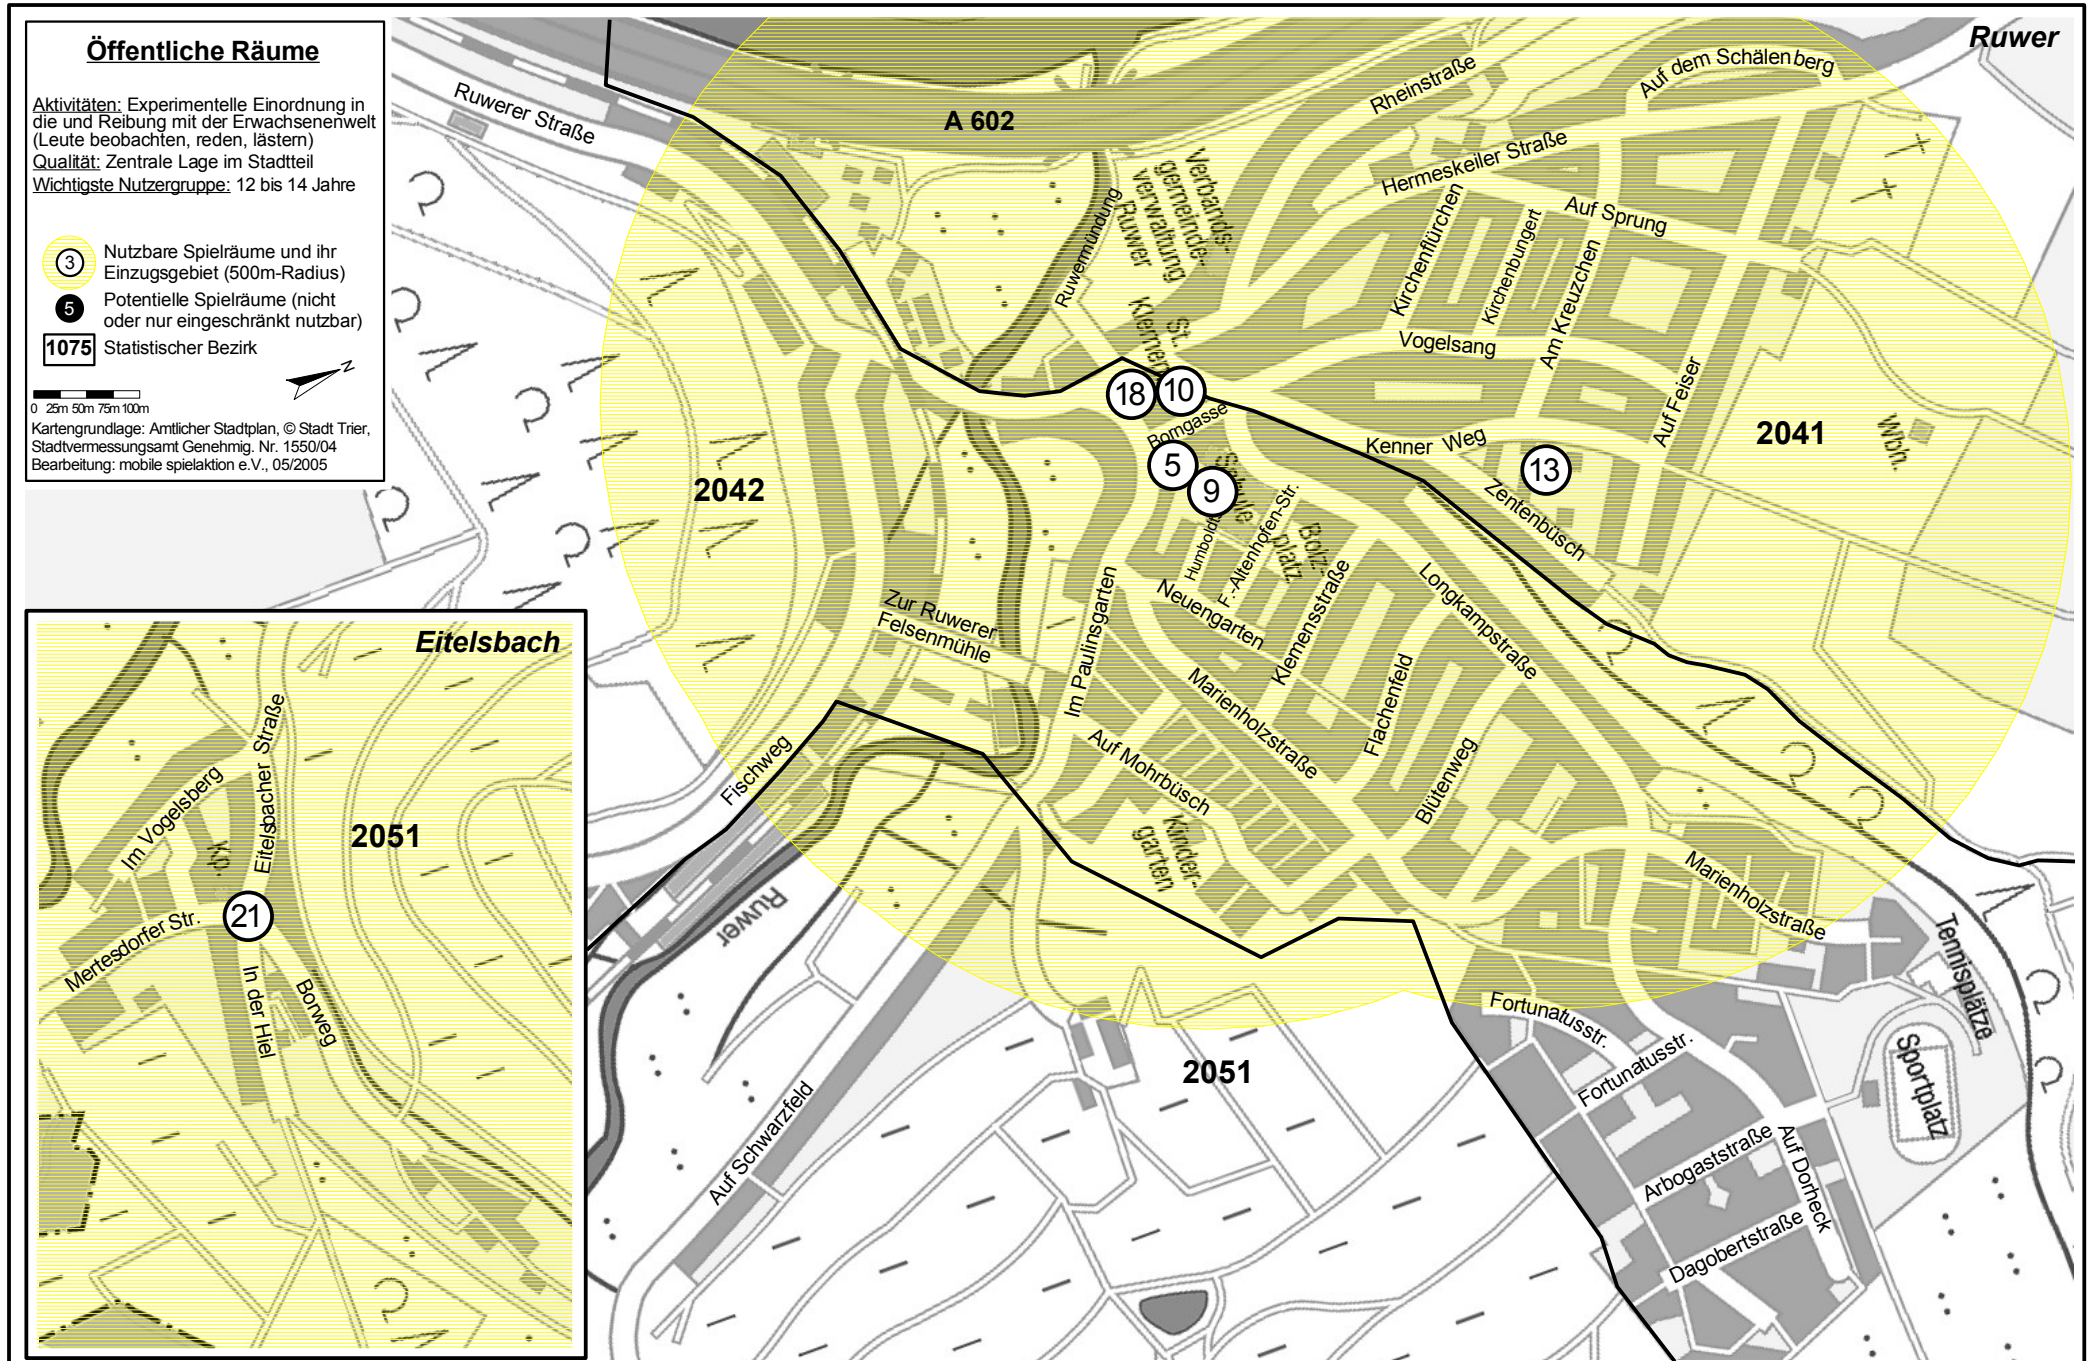 Öffentliche Räume
Aktivitäten: Experimentelle Einordnung in
die und Reibung mit der Erwachsenenwelt
(Leute beobachten, reden, lästern)
Qualität: Zentrale Lage im Stadtteil
Wichtigste Nutzergruppe: 12 bis 14 Jahre
3
Nutzbare Spielräume und ihr
Einzugsgebiet (500m-Radius)
5
Potentielle Spielräume (nicht
oder nur eingeschränkt nutzbar)
1075
Statistischer Bezirk
N
0 25m 50m 75m 100m
Kartengrundlage: Amtlicher Stadtplan, © Stadt Trier,
Stadtvermessungsamt Genehmig. Nr. 1550/04
Bearbeitung: mobile spielaktion e.V., 05/2005
Ruwer
Ruwerer Straße
A 602
Rheinstraße
Auf dem Schälenberg
Hermeskeiler Straße
Auf Sprung
Verbands-
gemeinde-
verwaltung
Ruwer
Ruwermündung
Kirchenflürchen
Kirchenbungert
Am Kreuzchen
Vogelsang
Auf Feiser
St.
18
10
Borngasse
5
9
13
Kenner Weg
Zentenbüsch
2041
Wbh.
2042
F.-Altenhofen-Str.
Bolz-
platz
Neuengarten
Klemensstraße
Longkampstraße
Im Paulinsgarten
Zur Ruwerer
Felsenmühle
Marienholzstraße
Flachenfeld
Blütenweg
Auf Mohrbüsch
Kinder-
garten
Fischweg
Ruwer
Marienholzstraße
Tennisplätze
Sportplatz
Fortunatusstr.
Fortunatusstr.
Arbogaststraße
Auf Dorheck
Dagobertstraße
2051
Auf Schwarzfeld
Eitelsbach
Eitelsbacher Straße
Im Vogelsberg
Kp.
2051
21
Mertesdorfer Str.
In der Hiel
Borweg